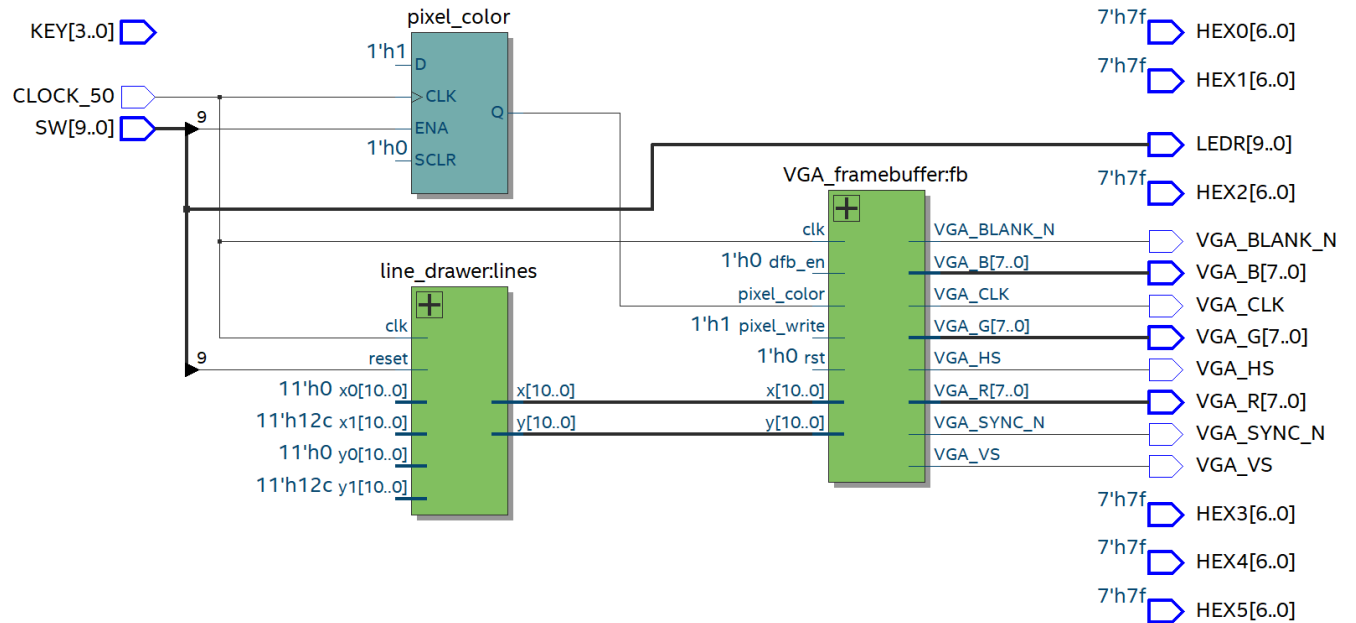 KEY[3..0]
CLOCK_50
SW[9..0]
9
9
pixel_color
1'h1
D
CLK
ENA
1'h0
SCLR
Q
line_drawer:lines
clk
reset
11'h0 x0[10..0]
11'h12c x1[10..0]
11'h0 y0[10..0]
11'h12c y1[10..0]
x[10..0]
y[10..0]
VGA_framebuffer:fb
clk
1'h0 dfb_en
pixel_color
1'h1 pixel_write
1'h0 rst
x[10..0]
y[10..0]
VGA_BLANK_N
VGA_B[7..0]
VGA_CLK
VGA_G[7..0]
VGA_HS
VGA_R[7..0]
VGA_SYNC_N
VGA_VS
7'h7f HEX0[6..0]
7'h7f HEX1[6..0]
LEDR[9..0]
7'h7f HEX2[6..0]
VGA_BLANK_N
VGA_B[7..0]
VGA_CLK
VGA_G[7..0]
VGA_HS
VGA_R[7..0]
VGA_SYNC_N
VGA_VS
7'h7f HEX3[6..0]
7'h7f HEX4[6..0]
7'h7f HEX5[6..0]